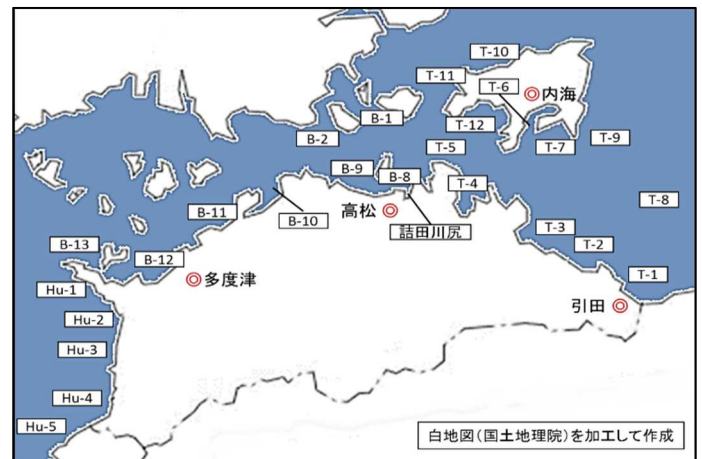 T-10
T-11
T-6
内海
B-1
T-12
B-2
T-9
T-5
T-7
B-9
B-8
T-4
T-8
B-11
高松
B-10
T-3
詰田川尻
B-13
T-2
B-12
T-1
多度津
Hu-1
引田
Hu-2
Hu-3
Hu-4
Hu-5
白地図(国土地理院)を加工して作成